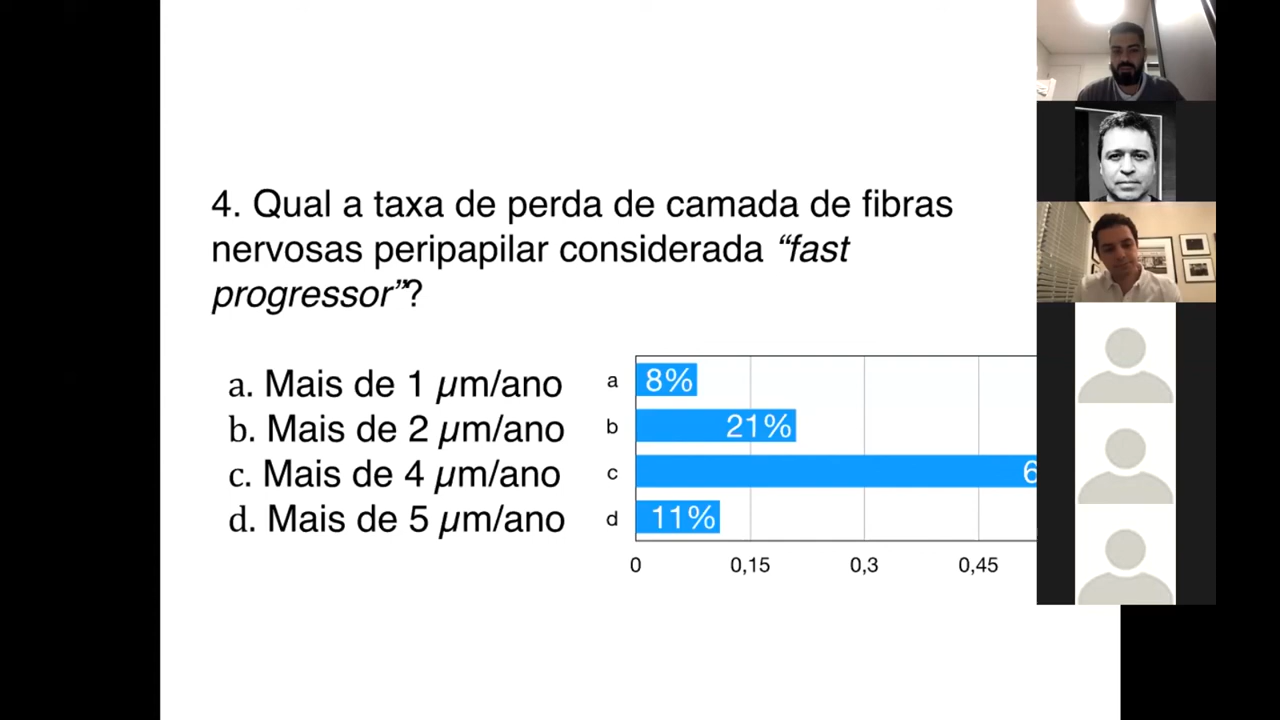 4. Qual a taxa de perda de camada de fibras
nervosas peripapilar considerada “fast
progressor”?
a. Mais de 1 µm/ano
b. Mais de 2 µm/ano
c. Mais de 4 µm/ano
d. Mais de 5 µm/ano
a 8%
b 21%
c 6
d 11%
0 0,15 0,3 0,45